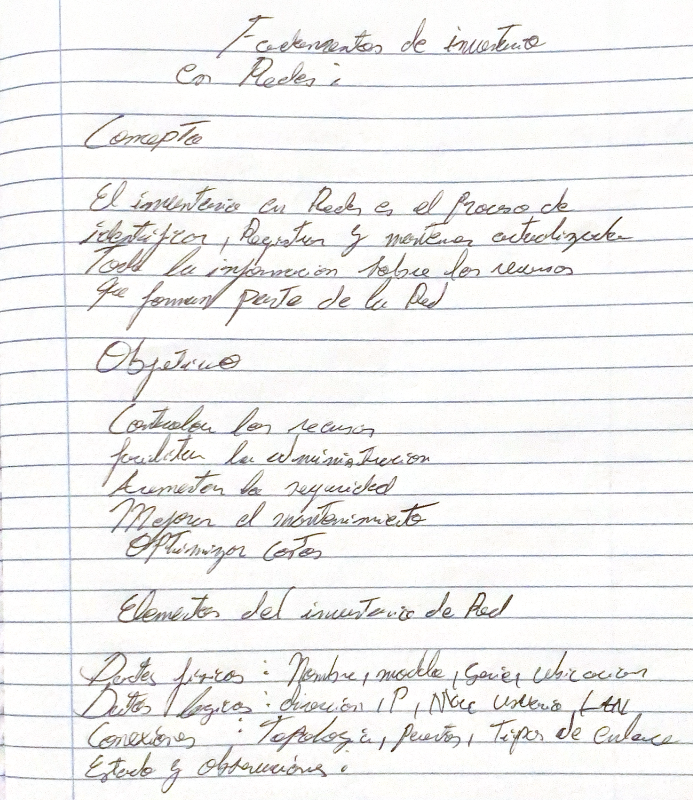 Fundamentos de inventario
en Redes :
Concepto
El inventario en Redes es el proceso de
identificar, Registrar y mantener actualizada
Toda la informacion sobre los recursos
que forman parte de la Red
Objetivo
Controlar los recursos
facilitar la administracion
Aumentar la seguridad
Mejorar el mantenimiento
Optimizar costos
Elementos del inventario de Red
Datos fisicos : Nombre, modelo, serie, ubicacion
Datos logicos : direccion IP, Mac usuario, LAN,
Conexiones : Topologia, puertos, Tipos de enlace
Estado y observaciones :